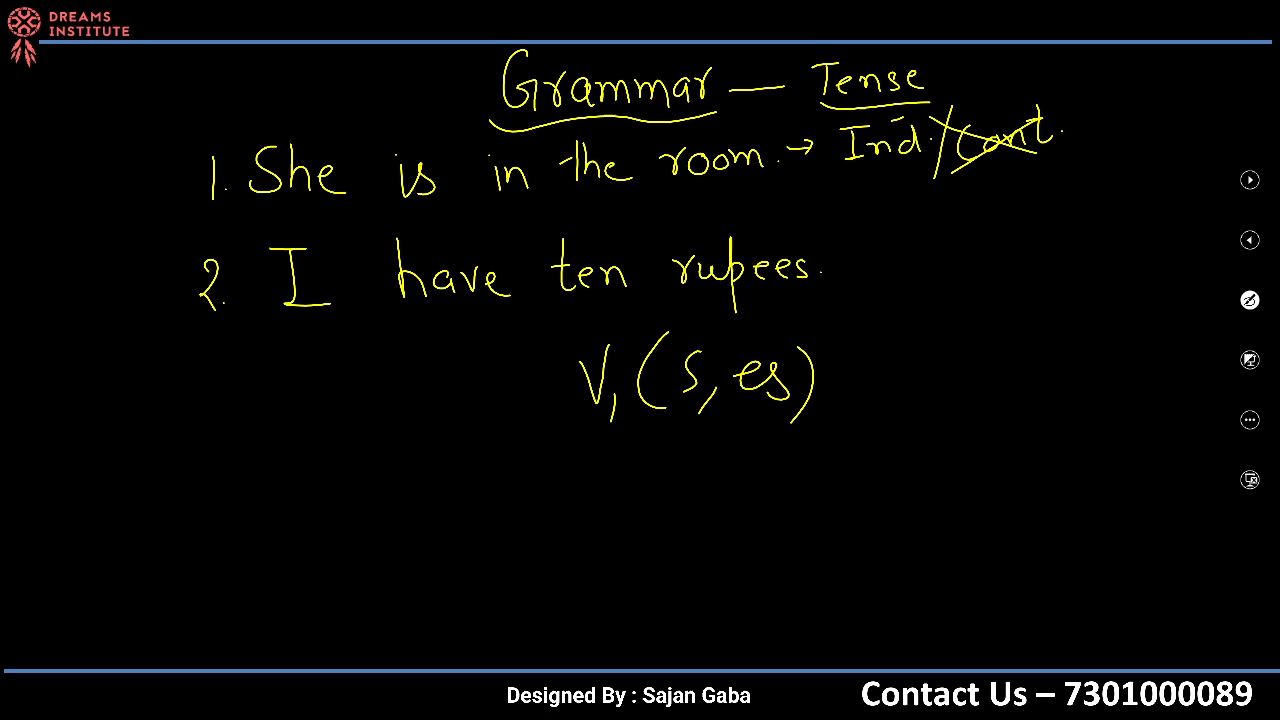 DREAMS
INSTITUTE
Grammar — Tense
1. She is in the room. → Ind./Cont.
2. I have ten rupees.
V, (s, es)
Designed By : Sajan Gaba
Contact Us – 7301000089